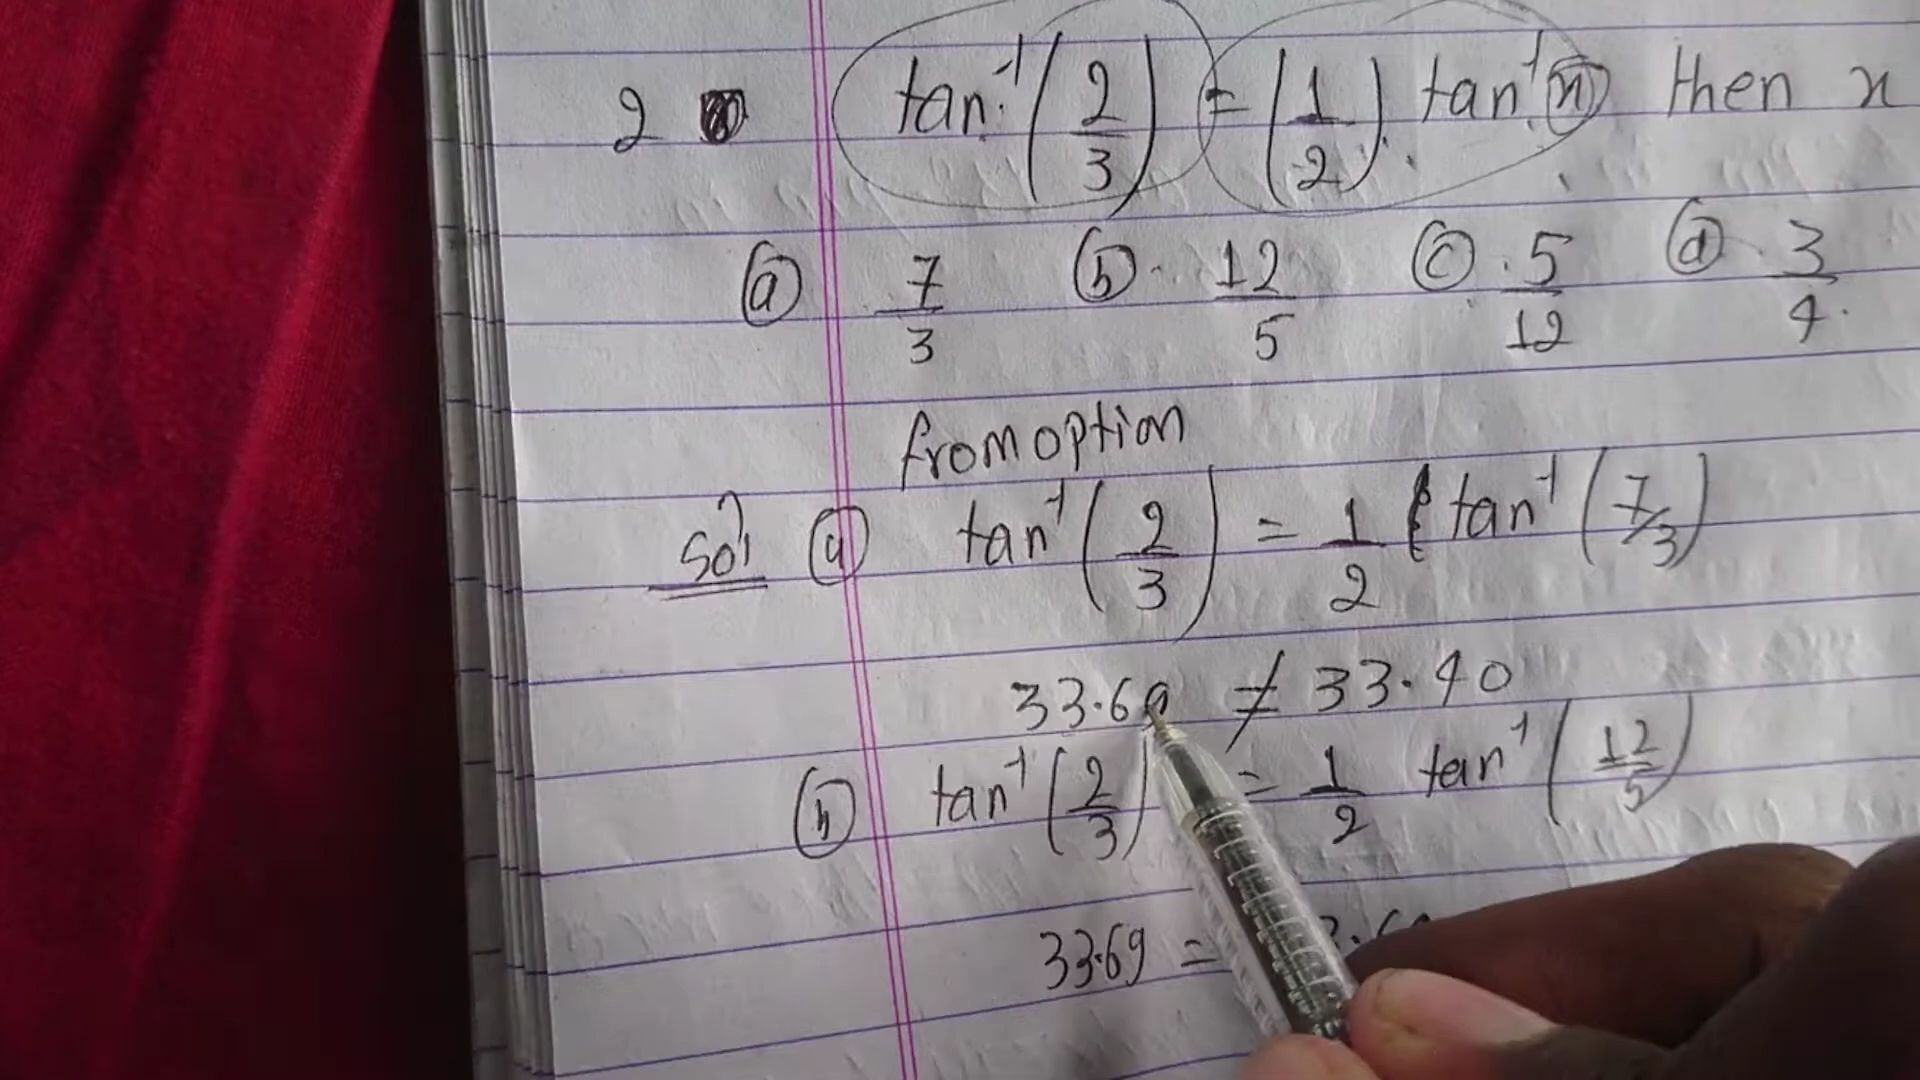 2 tan⁻¹(2/3) = (1/2) tan⁻¹ x then x
(a) 7/3 (b) 12/5 (c) 5/12 (d) 3/4
from option
Solⁿ (a) tan⁻¹(2/3) = 1/2 tan⁻¹(7/3)
33.69 ≠ 33.40
(b) tan⁻¹(2/3) = 1/2 tan⁻¹(12/5)
33.69 =